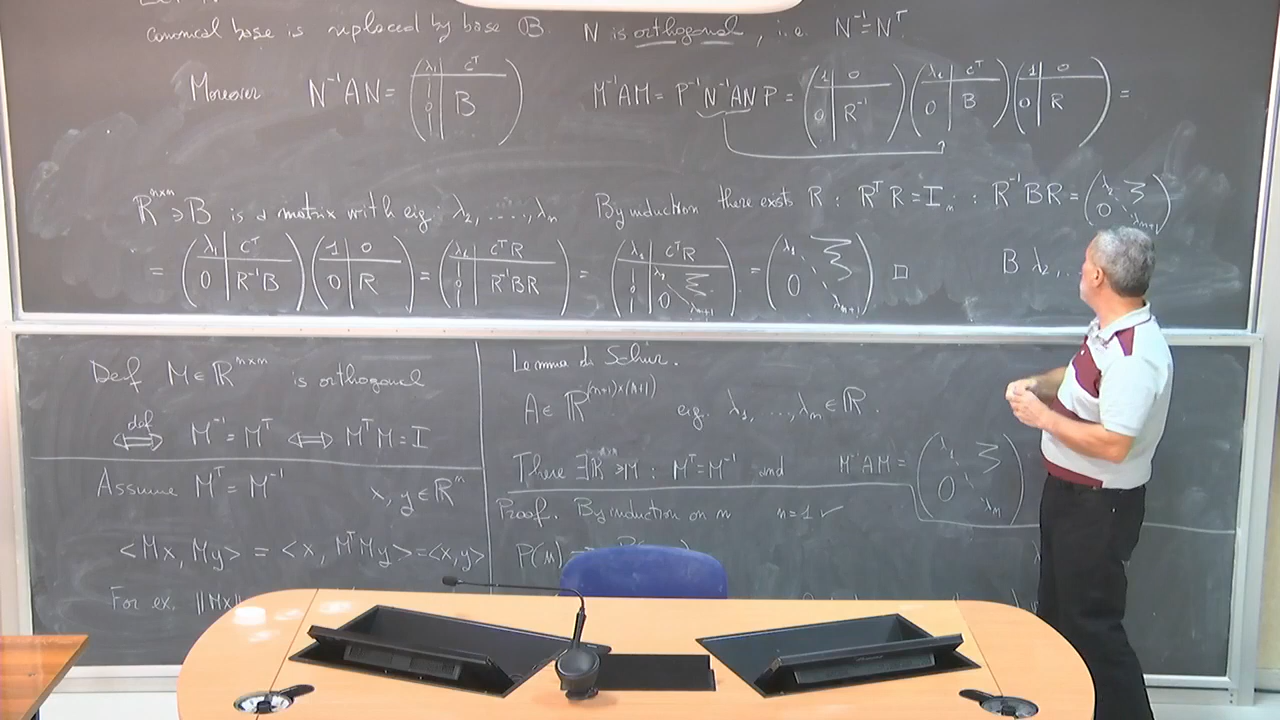 canonical base is replaced by base B. N is orthogonal, i.e. N⁻¹=Nᵀ.
Moreover N⁻¹AN= (λ₁ | cᵀ / 0 | B) M⁻¹AM = P⁻¹N⁻¹ANP = (1 | 0 / 0 | R⁻¹)(λ₁ | cᵀ / 0 | B)(1 | 0 / 0 | R) =
ℝⁿˣⁿ ∋ B is a matrix with eig. λ₂, ....., λₙ By induction there exists R : RᵀR=Iₙ : R⁻¹BR = (λ₂ Σ / 0 λₙ₊₁)
= (λ₁ | cᵀ / 0 | R⁻¹B)(1 | 0 / 0 | R) = (λ₁ | cᵀR / 0 | R⁻¹BR) = (λ₁ | cᵀR / 0 | λ₂ Σ / 0 λₙ₊₁) = (λ₁ Σ / 0 λₙ₊₁) □ B λ₂,..
Def M∈ℝⁿˣⁿ is orthogonal
⟺ def M⁻¹=Mᵀ ⟺ MᵀM=I
Assume Mᵀ=M⁻¹ x,y∈ℝⁿ
<Mx, My> = <x, MᵀMy> = <x,y>
For ex. ||Mx||
Lemma di Schur.
A∈ℝ⁽ⁿ⁺¹⁾ˣ⁽ⁿ⁺¹⁾ eig. λ₁, ..., λₙ∈ℝ.
There ∃ℝ ∋M : Mᵀ=M⁻¹ and M⁻¹AM= (λ₁ Σ / 0 λₙ)
Proof. By induction on n n=1 ✓
P(n)